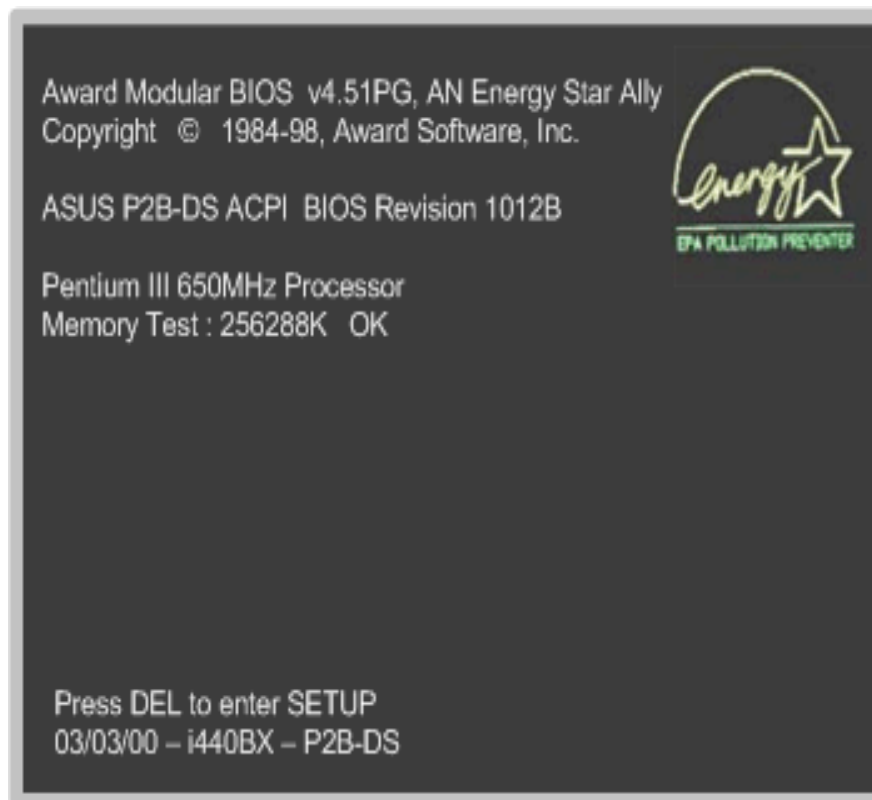 Award Modular BIOS v4.51PG, AN Energy Star Ally
Copyright © 1984-98, Award Software, Inc.
energy
EPA POLLUTION PREVENTER
ASUS P2B-DS ACPI BIOS Revision 1012B
Pentium III 650MHz Processor
Memory Test : 256288K OK
Press DEL to enter SETUP
03/03/00 – i440BX – P2B-DS